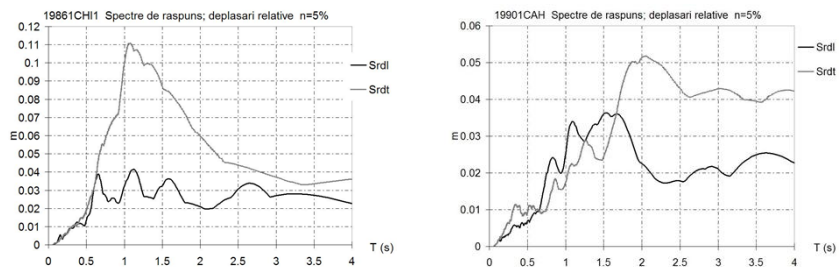 19861CHI1 Spectre de raspuns; deplasari relative n=5%
0.12
0.11
0.1
0.09
0.08
0.07
0.06
0.05
0.04
0.03
0.02
0.01
0
m
0 0.5 1 1.5 2 2.5 3 3.5 4
T (s)
Srdl
Srdt
19901CAH Spectre de raspuns; deplasari relative n=5%
0.06
0.05
0.04
0.03
0.02
0.01
0
m
0 0.5 1 1.5 2 2.5 3 3.5 4
T (s)
Srdl
Srdt